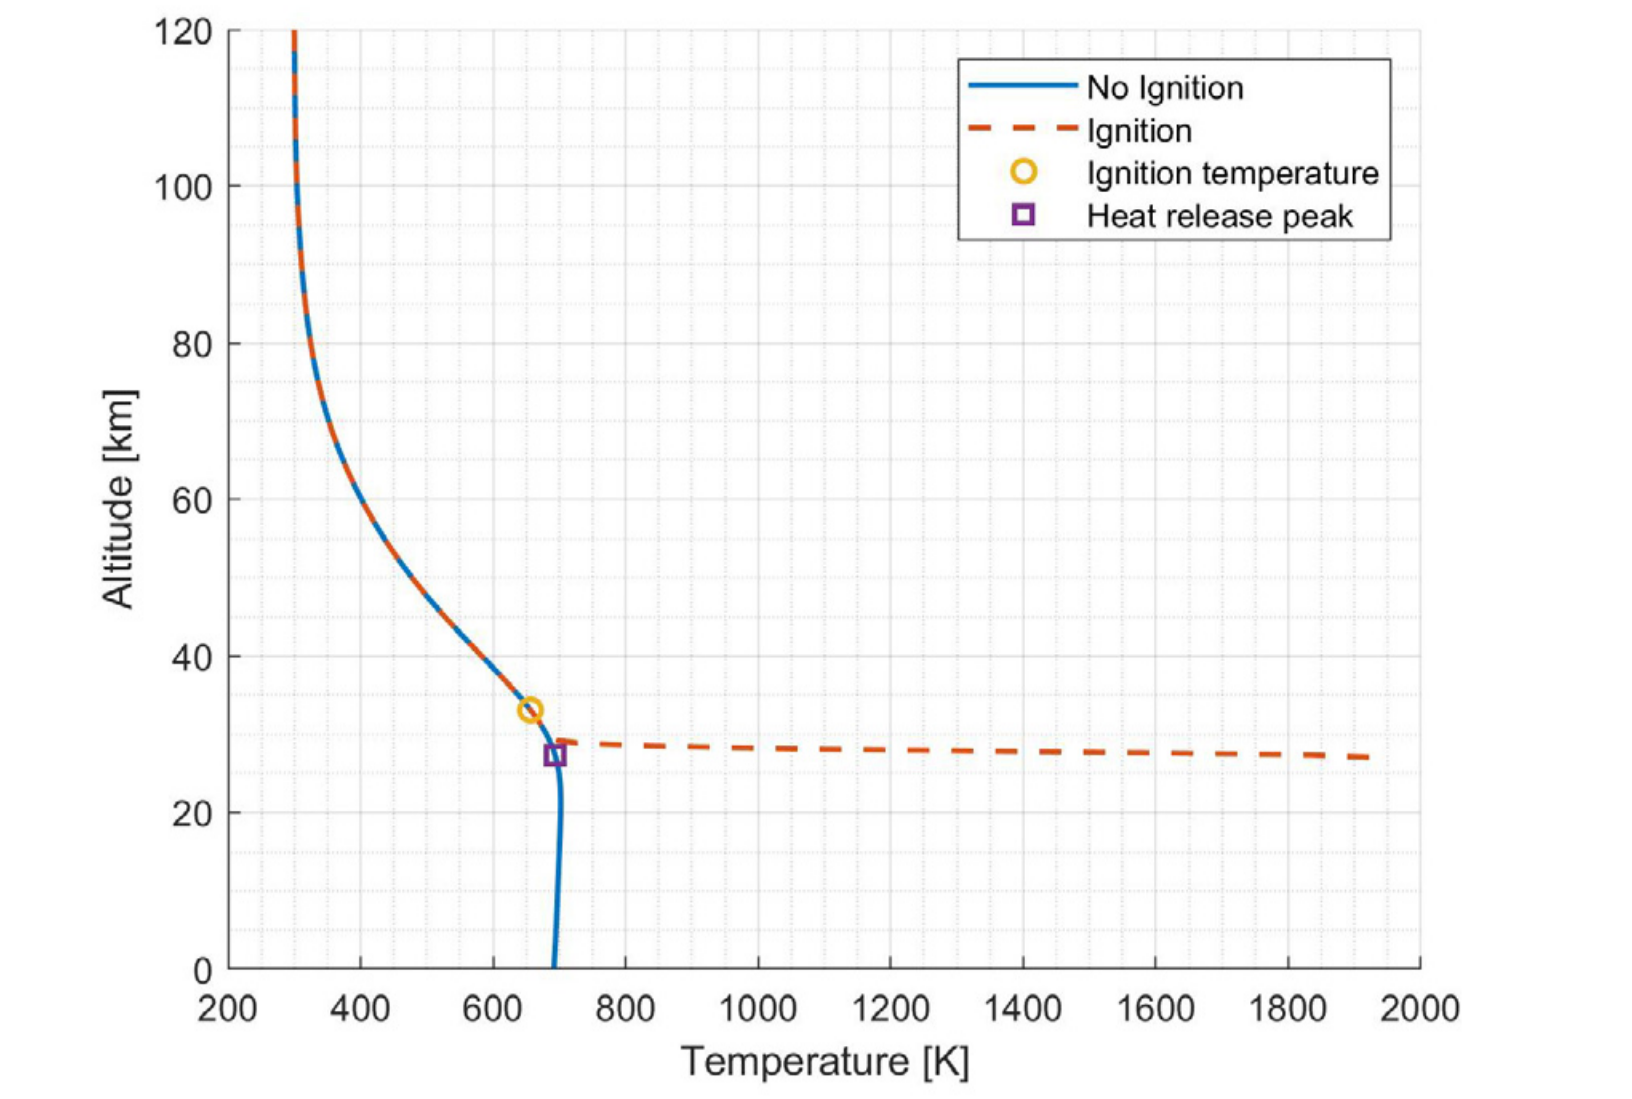 120
100
80
60
40
20
0
Altitude [km]
No Ignition
Ignition
Ignition temperature
Heat release peak
200 400 600 800 1000 1200 1400 1600 1800 2000
Temperature [K]